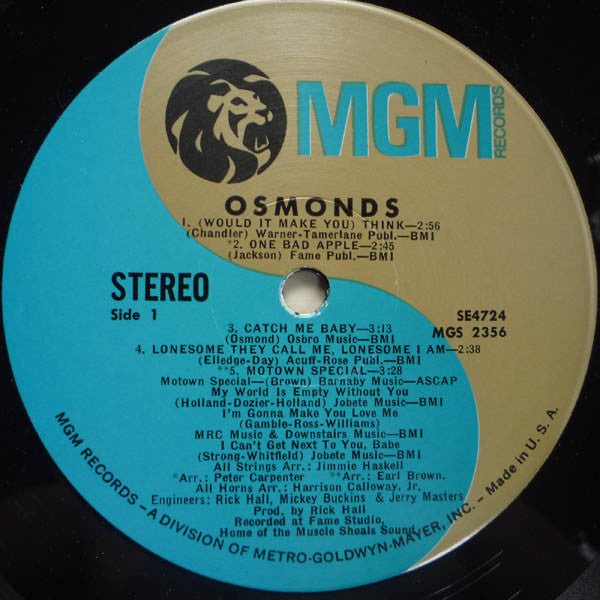 MGM
RECORDS
OSMONDS
1. (WOULD IT MAKE YOU) THINK—2:56
(Chandler) Warner-Tamerlane Publ.—BMI
*2. ONE BAD APPLE—2:45
(Jackson) Fame Publ.—BMI
STEREO
Side 1
SE4724
MGS 2356
3. CATCH ME BABY—3:13
(Osmond) Osbro Music—BMI
4. LONESOME THEY CALL ME, LONESOME I AM—2:38
(Elledge-Day) Acuff-Rose Publ.—BMI
**5. MOTOWN SPECIAL—3:28
Motown Special—(Brown) Barnaby Music—ASCAP
My World Is Empty Without You
(Holland-Dozier-Holland) Jobete Music—BMI
I'm Gonna Make You Love Me
(Gamble-Ross-Williams)
MRC Music & Downstairs Music—BMI
I Can't Get Next To You, Babe
(Strong-Whitfield) Jobete Music—BMI
All Strings Arr.: Jimmie Haskell
*Arr.: Peter Carpenter **Arr.: Earl Brown.
All Horns Arr.: Harrison Calloway, Jr.
Engineers: Rick Hall, Mickey Buckins & Jerry Masters
Prod. by Rick Hall
Recorded at Fame Studio,
Home of the Muscle Shoals Sound
MGM RECORDS – A DIVISION OF METRO-GOLDWYN-MAYER, INC. – Made in U. S. A.